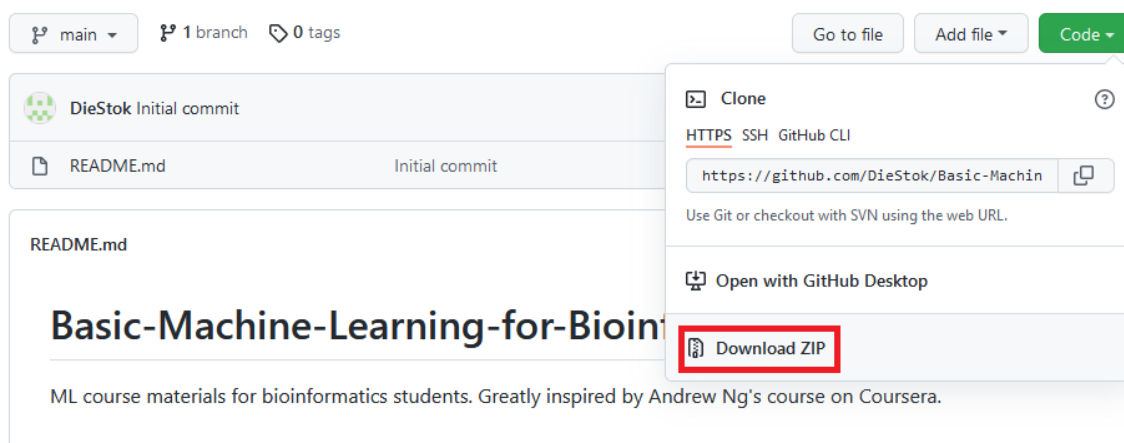 main 1 branch 0 tags Go to file Add file Code
DieStok Initial commit
README.md Initial commit
README.md
Basic-Machine-Learning-for-Bioinf
ML course materials for bioinformatics students. Greatly inspired by Andrew Ng's course on Coursera.
Clone
HTTPS SSH GitHub CLI
https://github.com/DieStok/Basic-Machin
Use Git or checkout with SVN using the web URL.
Open with GitHub Desktop
Download ZIP